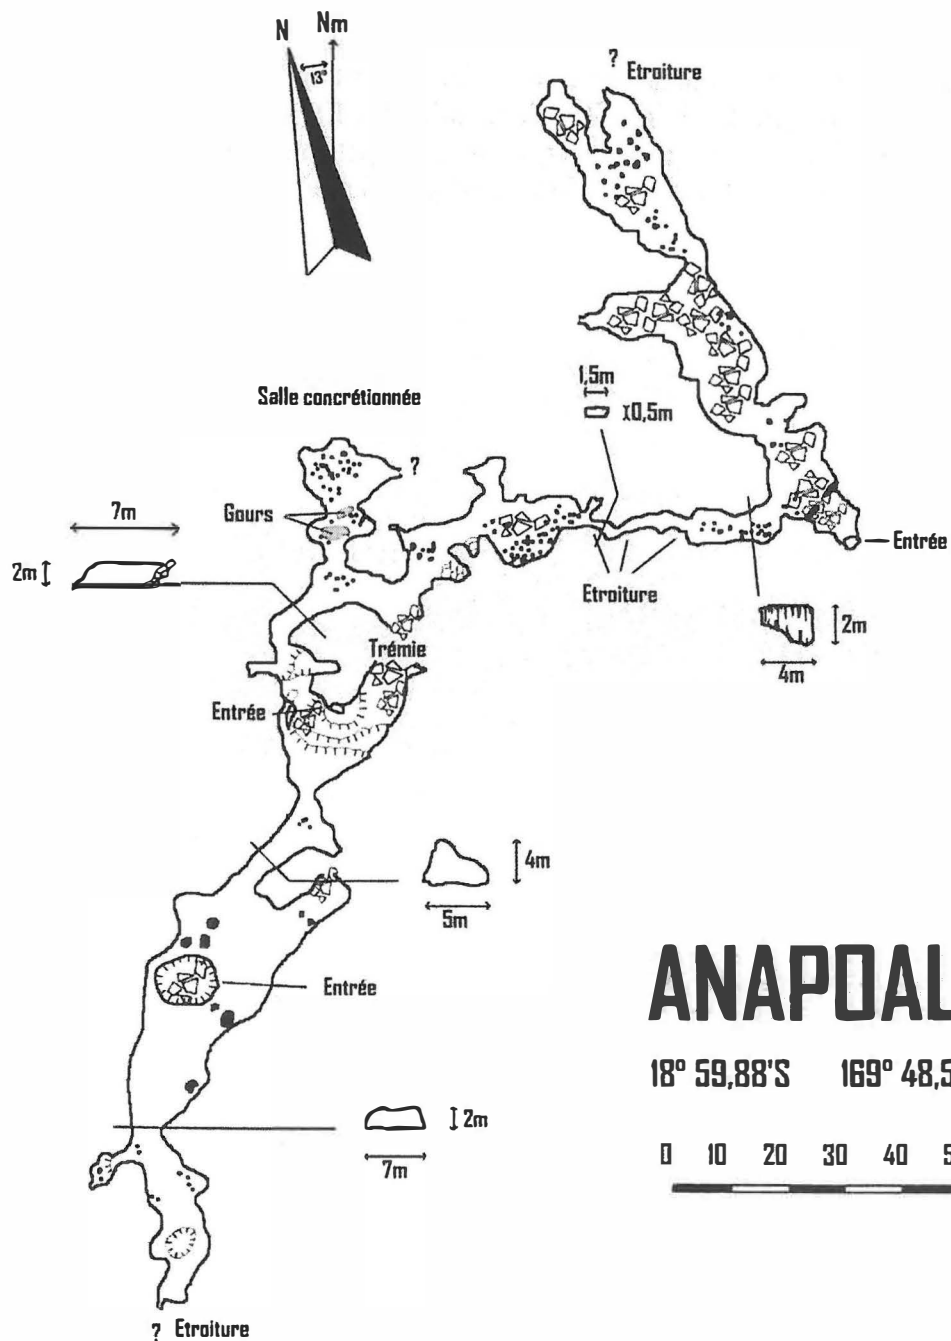 N Nm
13°
? Etroiture
Salle concrétionnée
1,5m
0,5m
?
7m
Gours
2m
Entrée
Etroiture
2m
4m
Trémie
Entrée
4m
5m
Entrée
ANAPOAL
18° 59,88'S 169° 48,5
2m
7m
0 10 20 30 40 5
? Etroiture